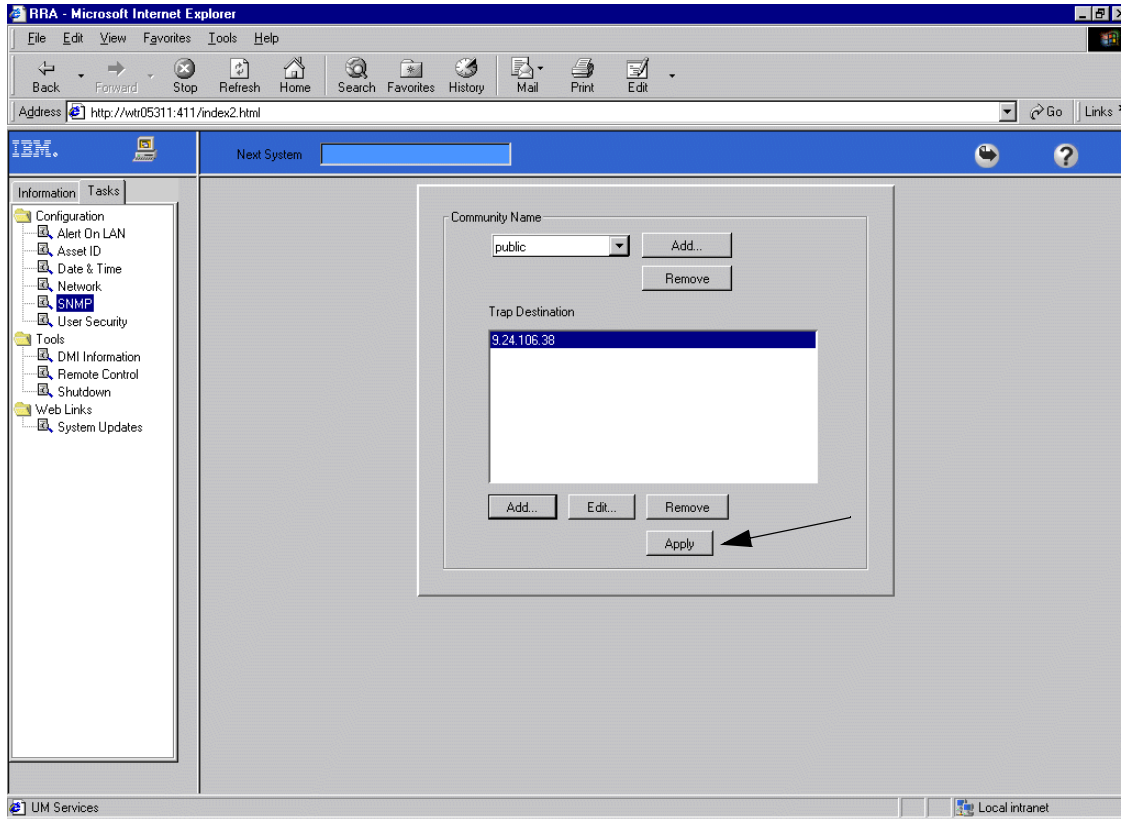 RRA - Microsoft Internet Explorer
File Edit View Favorites Tools Help
Back Forward Stop Refresh Home Search Favorites History Mail Print Edit
Address http://wtr05311:411/index2.html Go Links
IBM. Next System
Information Tasks
Configuration
Alert On LAN
Asset ID
Date & Time
Network
SNMP
User Security
Tools
DMI Information
Remote Control
Shutdown
Web Links
System Updates
Community Name
public Add...
Remove
Trap Destination
9.24.106.38
Add... Edit... Remove
Apply
UM Services Local intranet